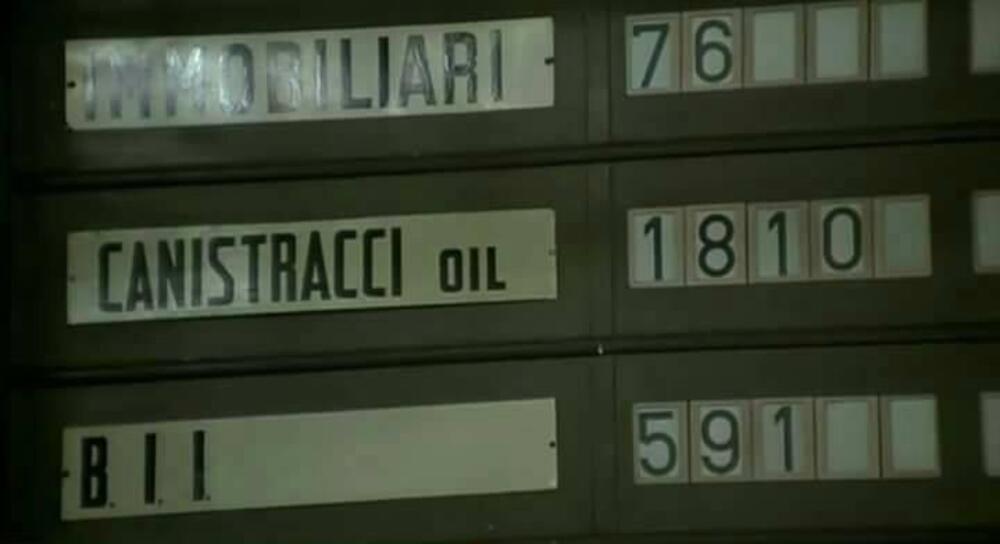 IMMOBILIARI 76
CANISTRACCI OIL 1810
B. I. I. 591